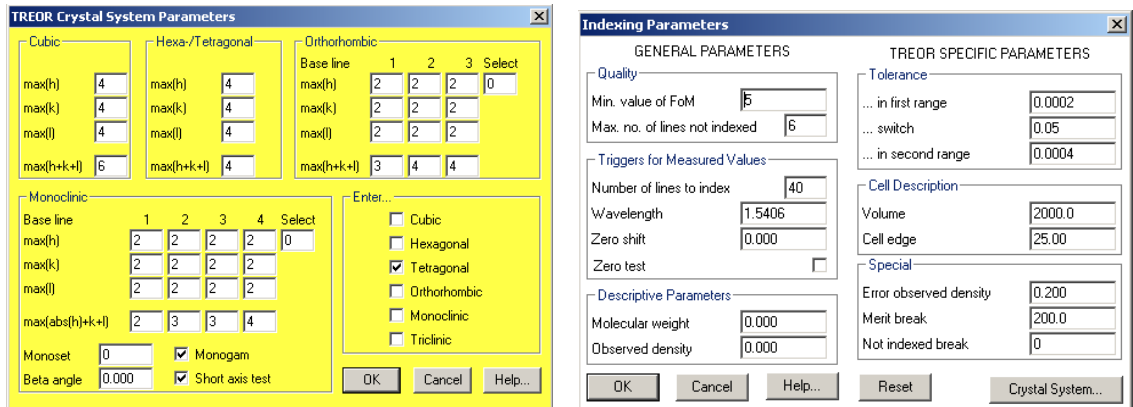 TREOR Crystal System Parameters
Cubic
max(h) 4
max(k) 4
max(l) 4
max(h+k+l) 6
Hexa-/Tetragonal
max(h) 4
max(k) 4
max(l) 4
max(h+k+l) 4
Orthorhombic
Base line 1 2 3 Select
max(h) 2 2 2 0
max(k) 2 2 2
max(l) 2 2 2
max(h+k+l) 3 4 4
Monoclinic
Base line 1 2 3 4 Select
max(h) 2 2 2 2 0
max(k) 2 2 2 2
max(l) 2 2 2 2
max(abs(h)+k+l) 2 3 3 4
Monoset 0 Monogam
Beta angle 0.000 Short axis test
Enter...
Cubic
Hexagonal
Tetragonal
Orthorhombic
Monoclinic
Triclinic
OK Cancel Help...
Indexing Parameters
GENERAL PARAMETERS
Quality
Min. value of FoM 5
Max. no. of lines not indexed 6
Triggers for Measured Values
Number of lines to index 40
Wavelength 1.5406
Zero shift 0.000
Zero test
Descriptive Parameters
Molecular weight 0.000
Observed density 0.000
TREOR SPECIFIC PARAMETERS
Tolerance
... in first range 0.0002
... switch 0.05
... in second range 0.0004
Cell Description
Volume 2000.0
Cell edge 25.00
Special
Error observed density 0.200
Merit break 200.0
Not indexed break 0
OK Cancel Help... Reset Crystal System...